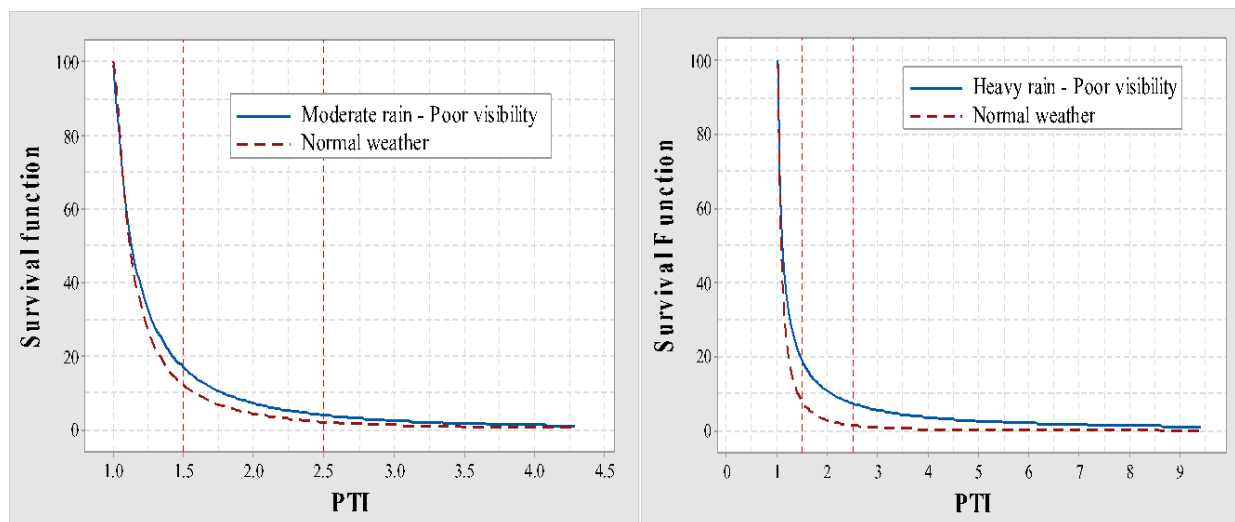 Survival function
100
80
60
40
20
0
Moderate rain - Poor visibility
Normal weather
1.0 1.5 2.0 2.5 3.0 3.5 4.0 4.5
PTI
Survival Function
100
80
60
40
20
0
Heavy rain - Poor visibility
Normal weather
0 1 2 3 4 5 6 7 8 9
PTI